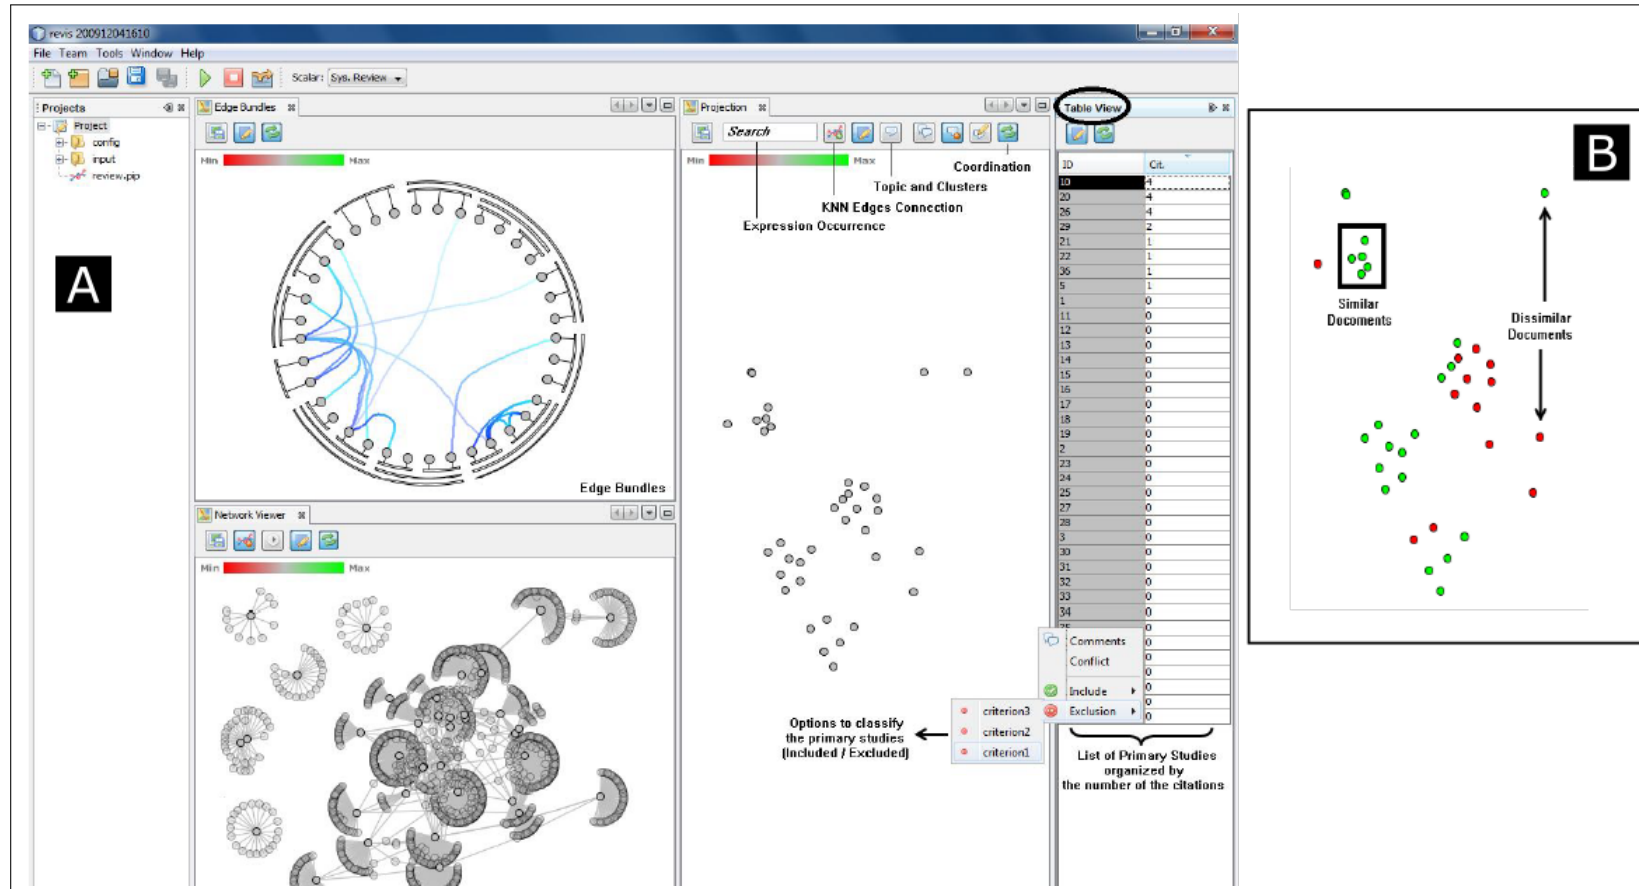 revis 200912041610
File Team Tools Window Help
Scalar: Sys. Review
Projects
Project
config
input
review.pip
A
Edge Bundles
Min Max
Edge Bundles
Network Viewer
Min Max
Projection
Search
Min Max
Coordination
Topic and Clusters
KNN Edges Connection
Expression Occurrence
Options to classify
the primary studies
(Included / Excluded)
Table View
ID Cit.
10 4
20 4
26 4
29 2
21 1
22 1
36 1
5 1
1 0
11 0
12 0
13 0
14 0
15 0
16 0
17 0
18 0
19 0
2 0
23 0
24 0
25 0
27 0
28 0
3 0
30 0
31 0
32 0
33 0
34 0
35 0
0
0
0
0
0
0
Comments
Conflict
Include
Exclusion
criterion3
criterion2
criterion1
List of Primary Studies
organized by
the number of the citations
B
Similar
Documents
Dissimilar
Documents